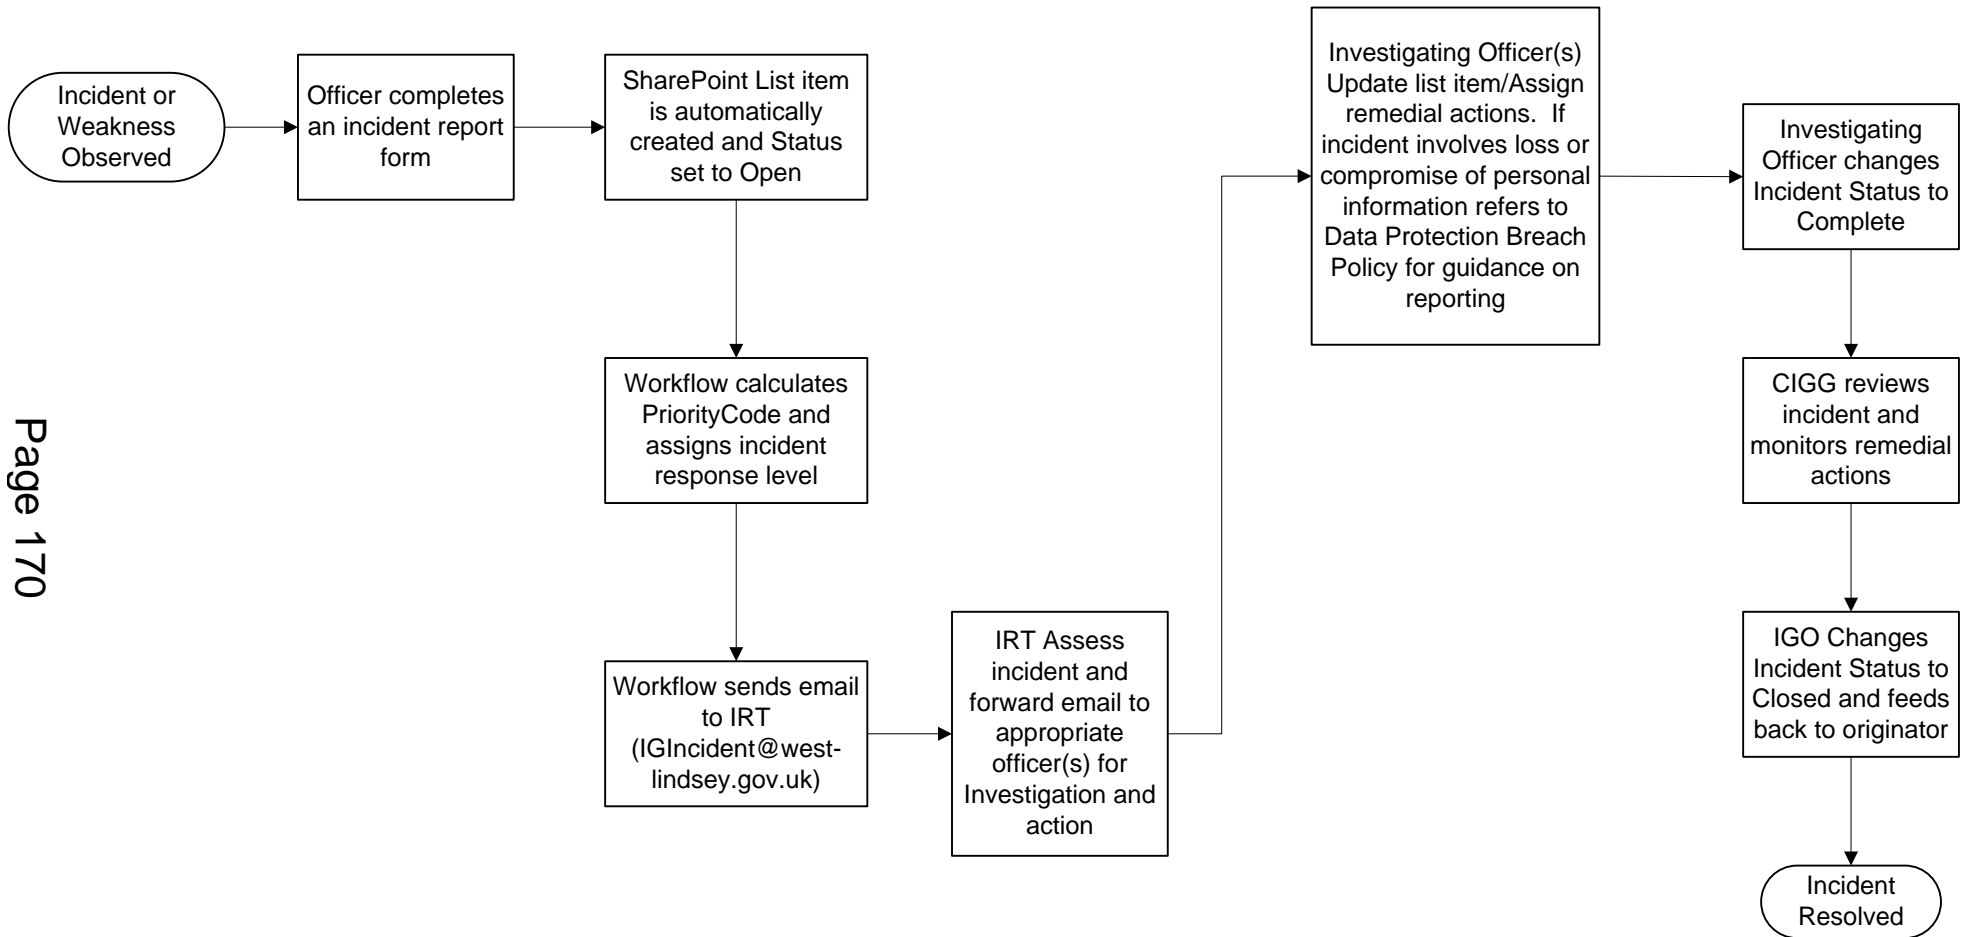 Incident or
Weakness
Observed
Officer completes
an incident report
form
SharePoint List item
is automatically
created and Status
set to Open
Workflow calculates
PriorityCode and
assigns incident
response level
Workflow sends email
to IRT
(IGIncident@west-
lindsey.gov.uk)
IRT Assess
incident and
forward email to
appropriate
officer(s) for
Investigation and
action
Investigating Officer(s)
Update list item/Assign
remedial actions.  If
incident involves loss or
compromise of personal
information refers to
Data Protection Breach
Policy for guidance on
reporting
Investigating
Officer changes
Incident Status to
Complete
CIGG reviews
incident and
monitors remedial
actions
IGO Changes
Incident Status to
Closed and feeds
back to originator
Incident
Resolved
Page 170